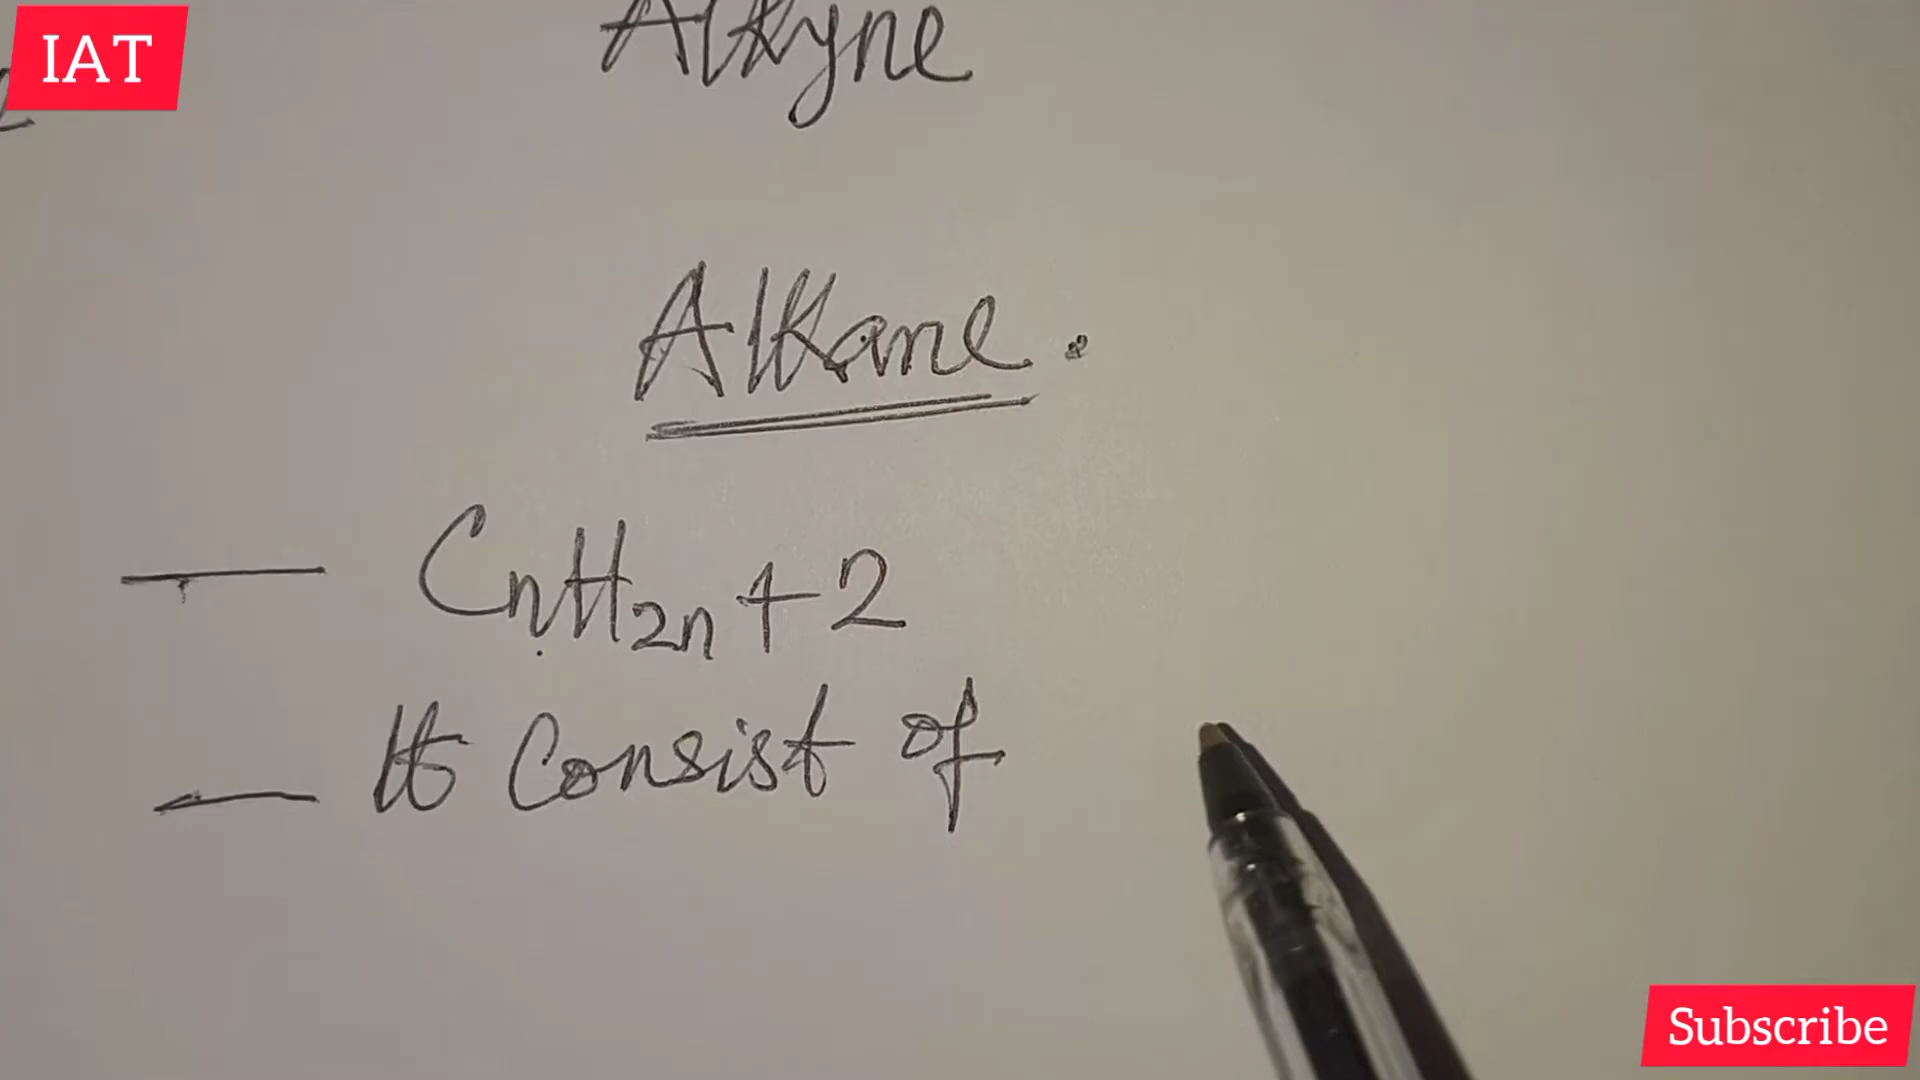 IAT
Alkyne
Alkane.
— CnH2n+2
— It Consist of
Subscribe